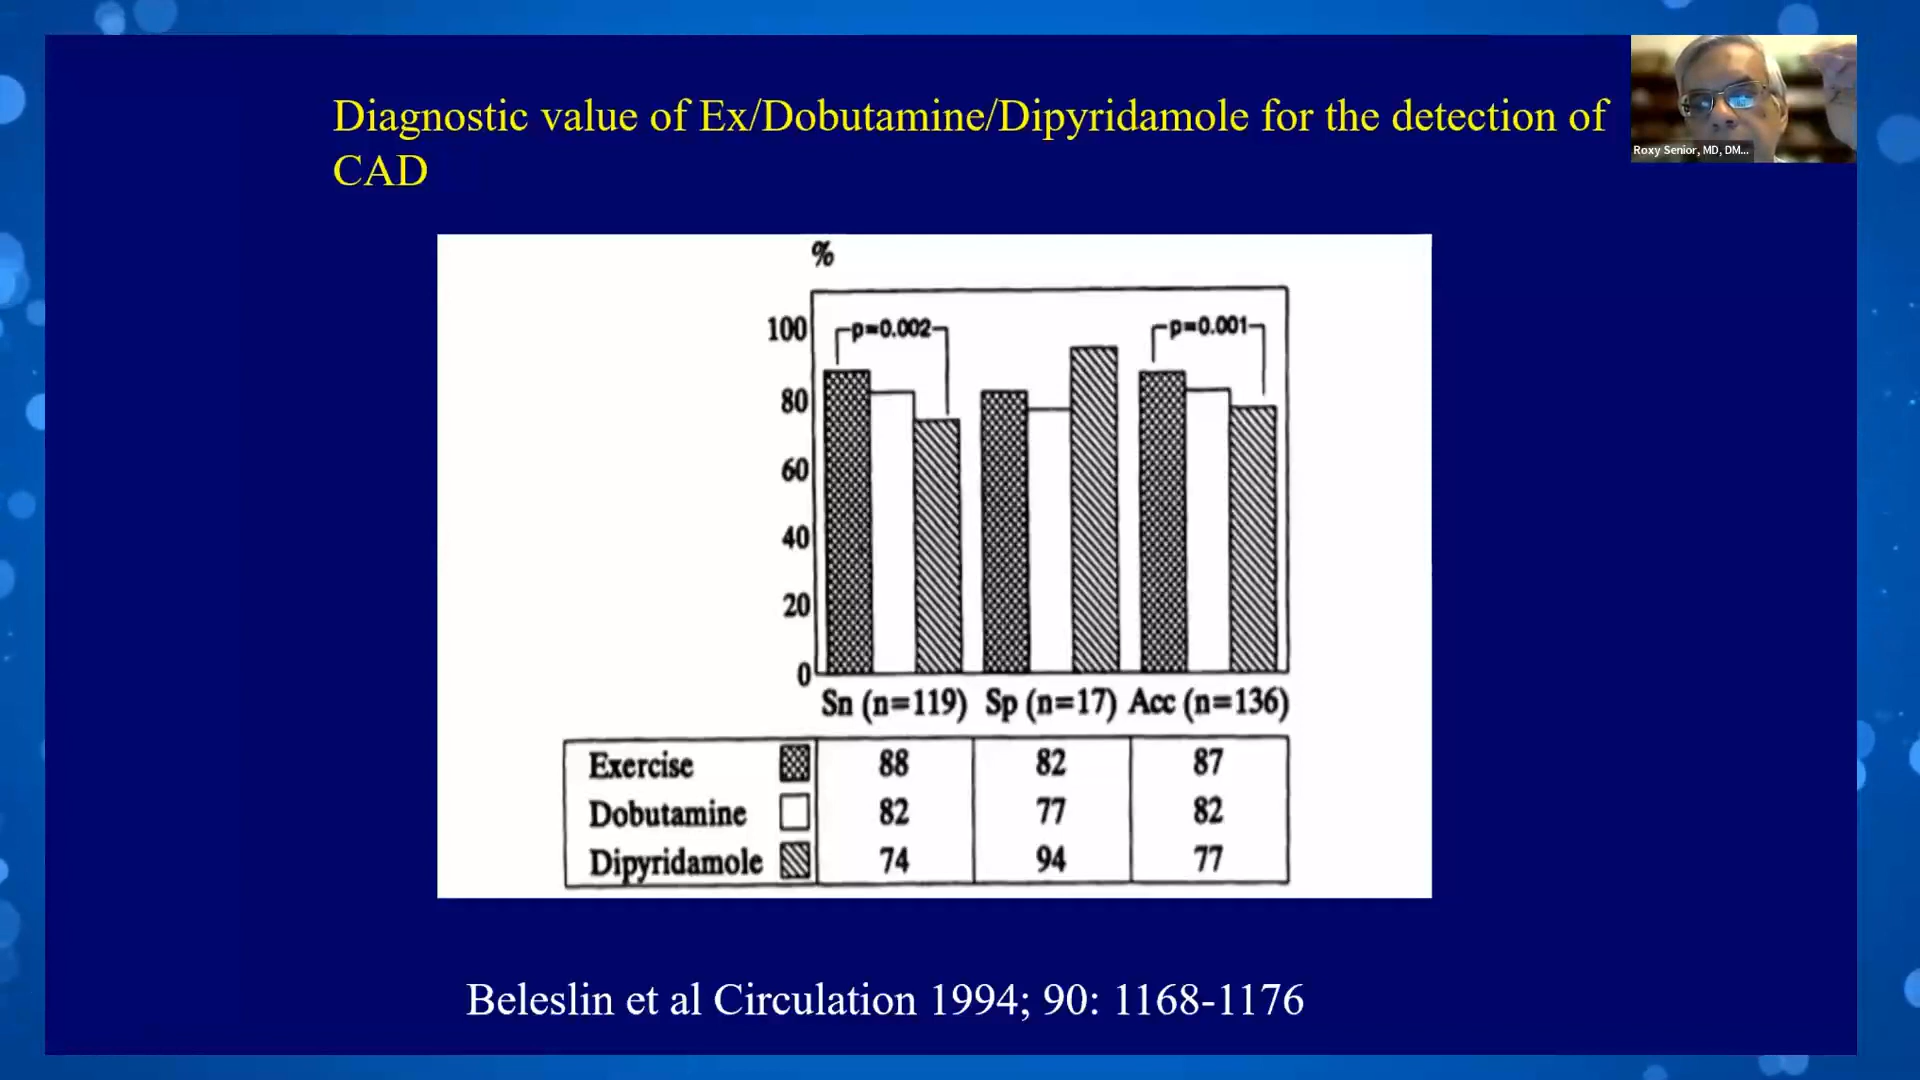 Diagnostic value of Ex/Dobutamine/Dipyridamole for the detection of
CAD
Roxy Senior, MD, DM...
%
100
80
60
40
20
0
p=0.002
p=0.001
Sn (n=119) Sp (n=17) Acc (n=136)
Exercise 88 82 87
Dobutamine 82 77 82
Dipyridamole 74 94 77
Beleslin et al Circulation 1994; 90: 1168-1176